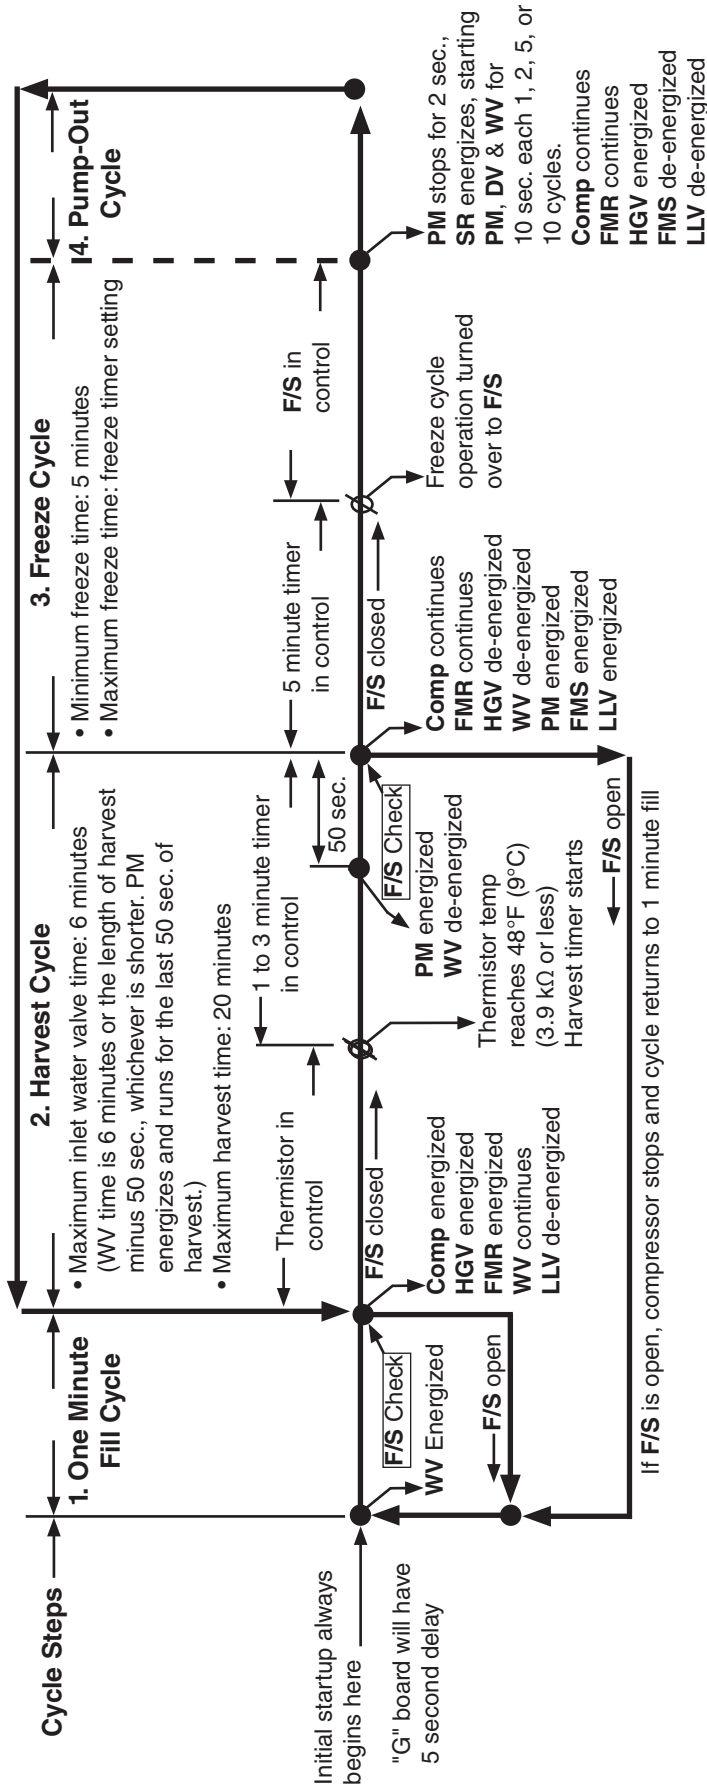 Cycle Steps
1. One Minute
Fill Cycle
2. Harvest Cycle
• Maximum inlet water valve time: 6 minutes
(WV time is 6 minutes or the length of harvest
minus 50 sec., whichever is shorter. PM
energizes and runs for the last 50 sec. of
harvest.)
• Maximum harvest time: 20 minutes
3. Freeze Cycle
• Minimum freeze time: 5 minutes
• Maximum freeze time: freeze timer setting
4. Pump-Out
Cycle
Initial startup always
begins here
"G" board will have
5 second delay
Thermistor in
control
1 to 3 minute timer
in control
50 sec.
5 minute timer
in control
F/S in
control
F/S closed
F/S closed
F/S Check
WV Energized
F/S open
Comp energized
HGV energized
FMR energized
WV continues
LLV de-energized
Thermistor temp
reaches 48°F (9°C)
(3.9 kΩ or less)
Harvest timer starts
F/S Check
PM energized
WV de-energized
Comp continues
FMR continues
HGV de-energized
WV de-energized
PM energized
FMS energized
LLV energized
Freeze cycle
operation turned
over to F/S
PM stops for 2 sec.,
SR energizes, starting
PM, DV & WV for
10 sec. each 1, 2, 5, or
10 cycles.
Comp continues
FMR continues
HGV energized
FMS de-energized
LLV de-energized
F/S open
If F/S is open, compressor stops and cycle returns to 1 minute fill